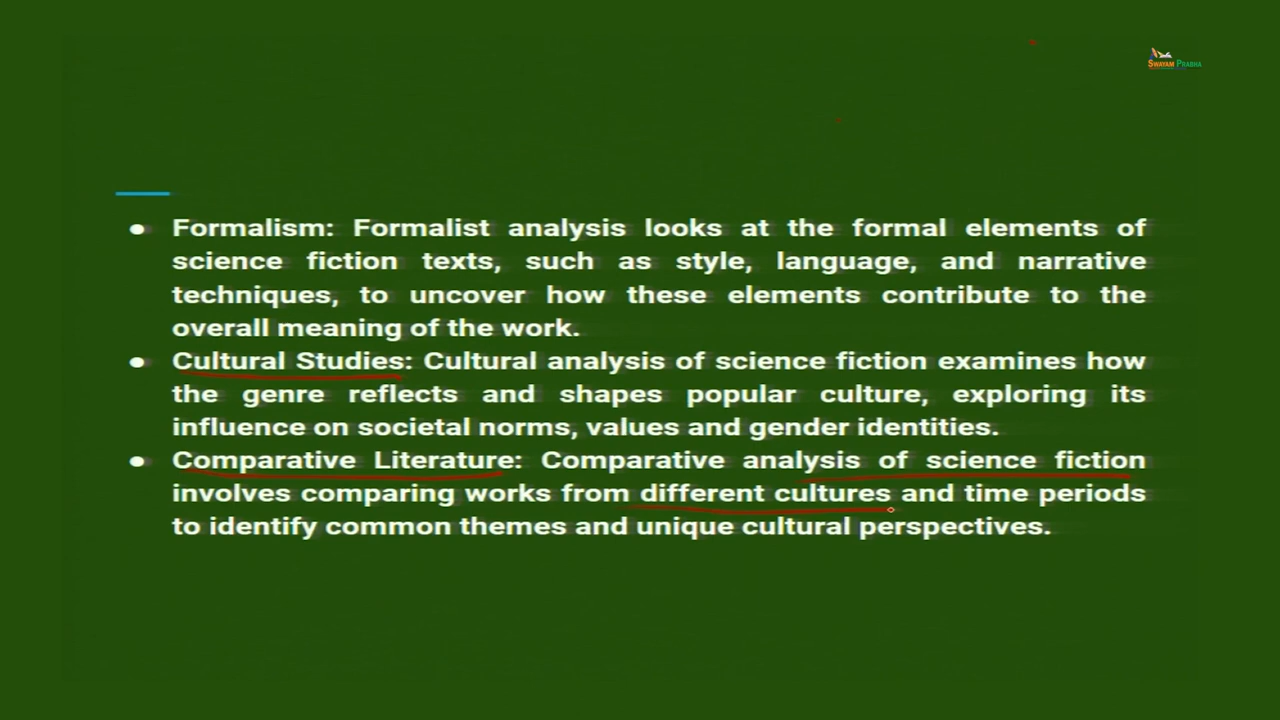 Swayam Prabha
● Formalism: Formalist analysis looks at the formal elements of
science fiction texts, such as style, language, and narrative
techniques, to uncover how these elements contribute to the
overall meaning of the work.
● Cultural Studies: Cultural analysis of science fiction examines how
the genre reflects and shapes popular culture, exploring its
influence on societal norms, values and gender identities.
● Comparative Literature: Comparative analysis of science fiction
involves comparing works from different cultures and time periods
to identify common themes and unique cultural perspectives.